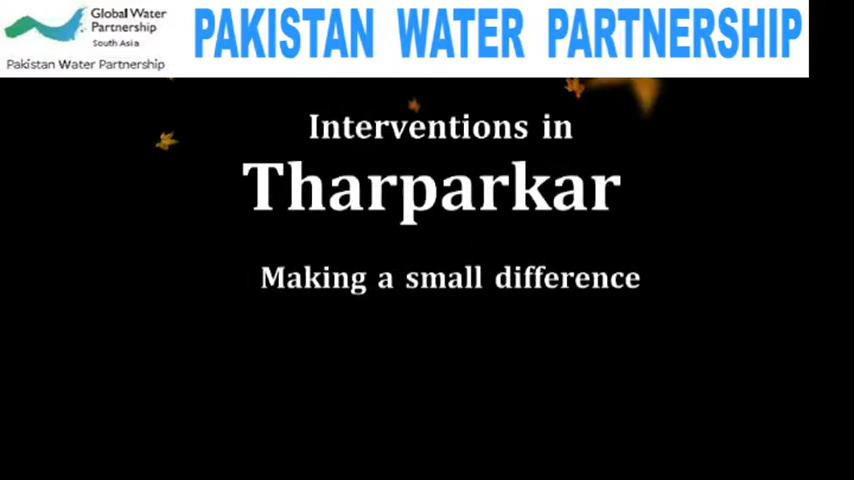 Global Water
Partnership
South Asia
Pakistan Water Partnership
PAKISTAN WATER PARTNERSHIP
Interventions in
Tharparkar
Making a small difference